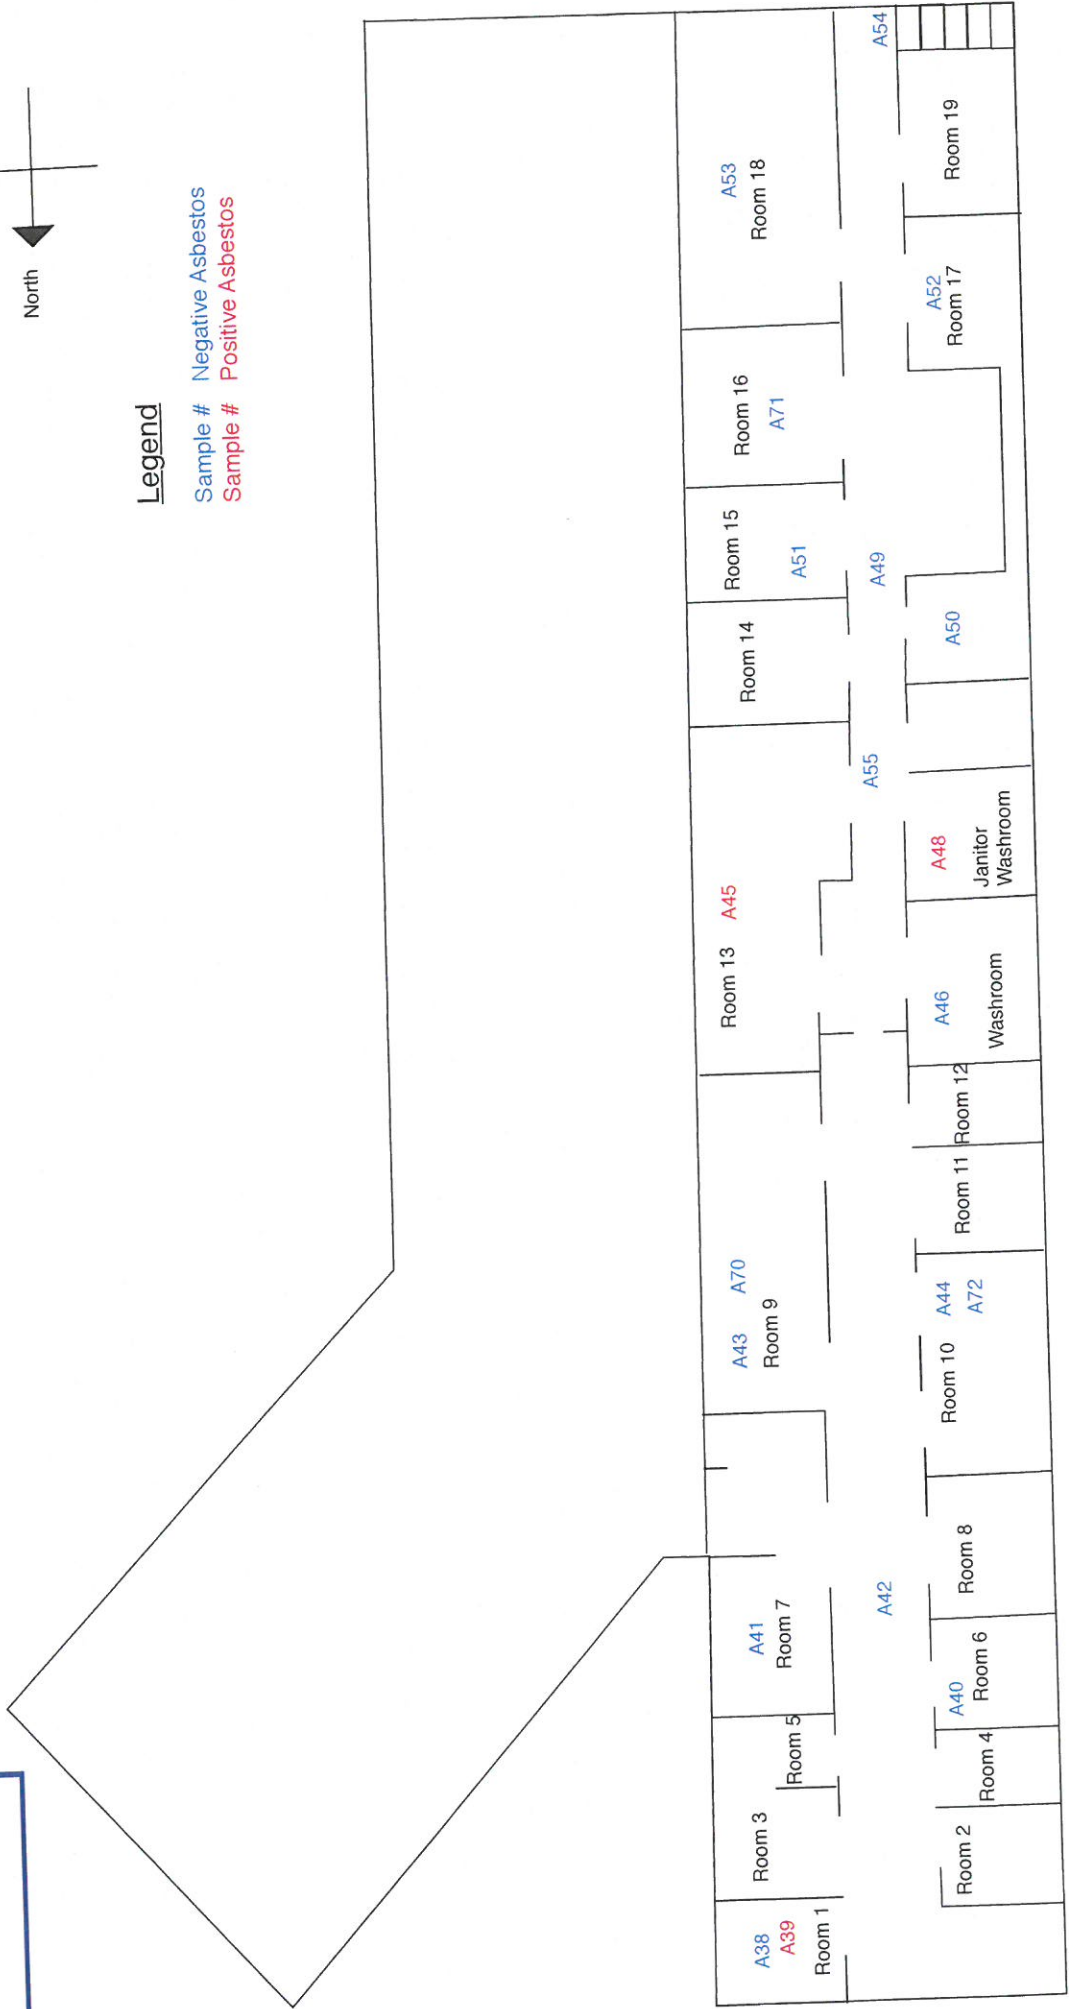 North
Legend
Sample # Negative Asbestos
Sample # Positive Asbestos
A38
A39
Room 1
Room 3
Room 5
A41
Room 7
A43 A70
Room 9
Room 13 A45
Room 14
Room 15
A51
Room 16
A71
A53
Room 18
A42
A55
A49
A54
Room 2
Room 4
A40
Room 6
Room 8
Room 10
A44
A72
Room 11
Room 12
A46
Washroom
A48
Janitor
Washroom
A50
A52
Room 17
Room 19